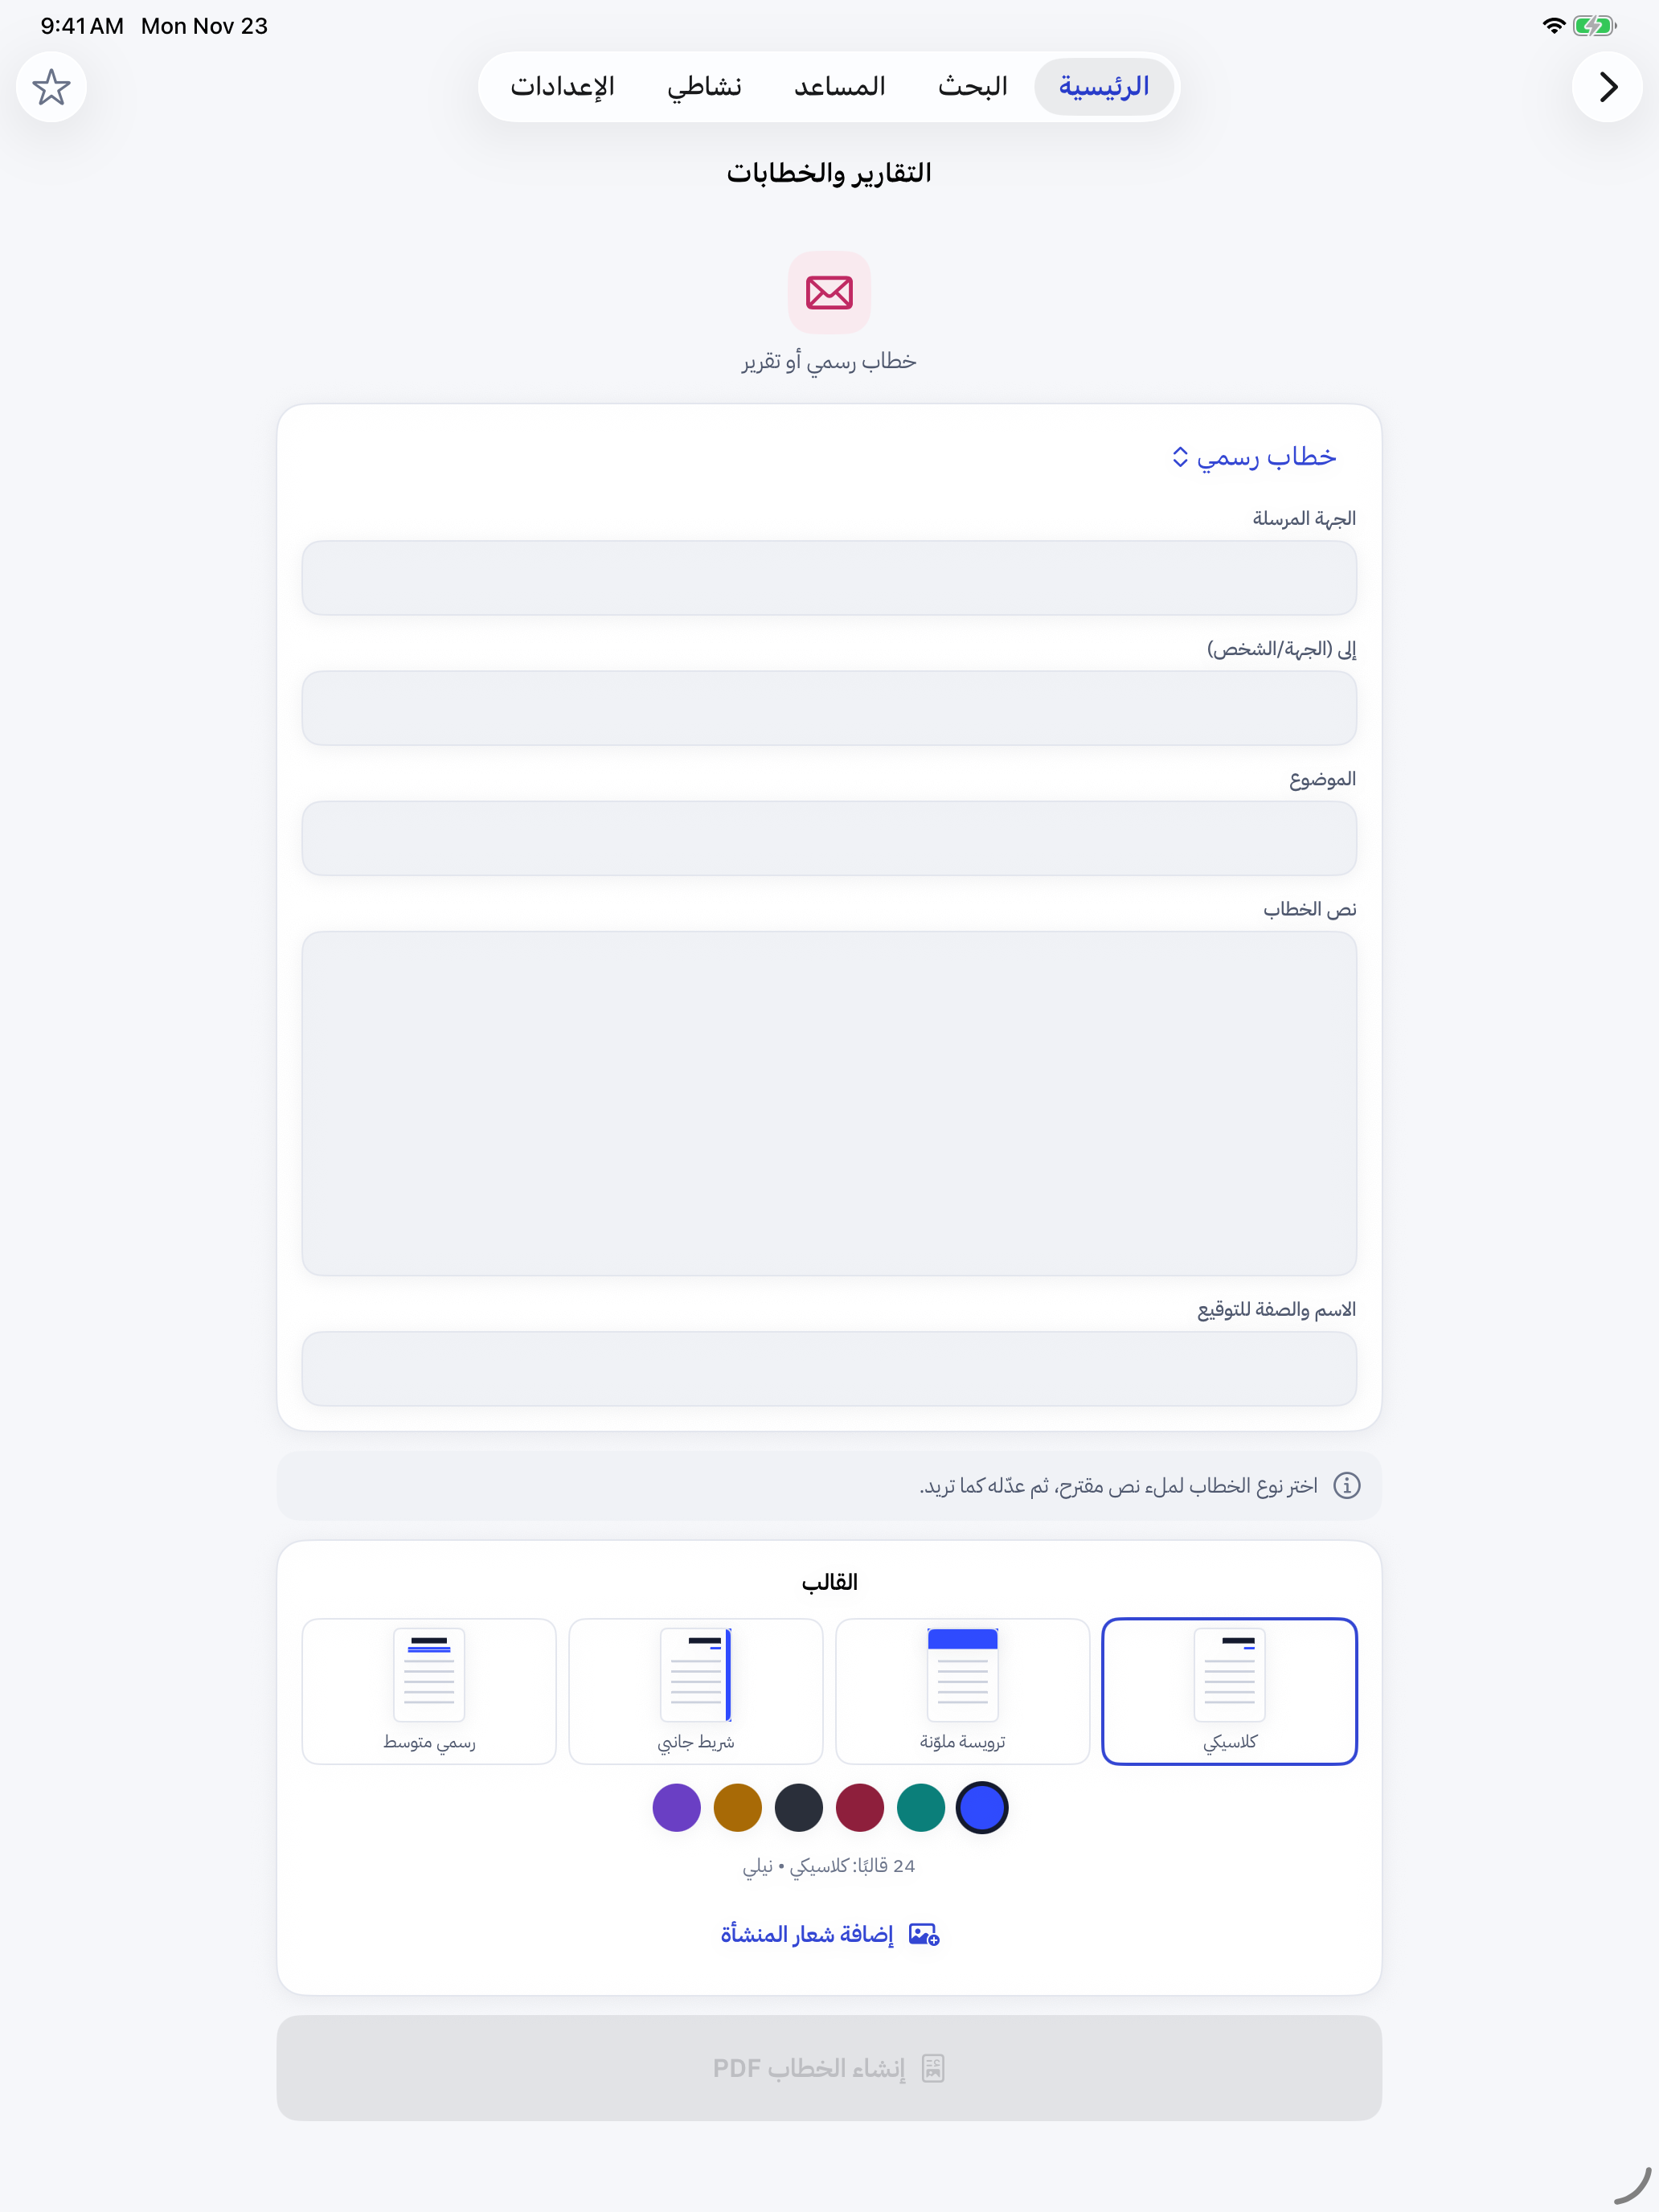 9:41 AM Mon Nov 23
الرئيسية البحث المساعد نشاطي الإعدادات
التقارير والخطابات
خطاب رسمي أو تقرير
خطاب رسمي
الجهة المرسلة
إلى (الجهة/الشخص)
الموضوع
نص الخطاب
الاسم والصفة للتوقيع
اختر نوع الخطاب لملء نص مقترح، ثم عدّله كما تريد.
القالب
كلاسيكي ترويسة ملوّنة شريط جانبي رسمي متوسط
24 قالبًا: كلاسيكي • نيلي
إضافة شعار المنشأة
إنشاء الخطاب PDF